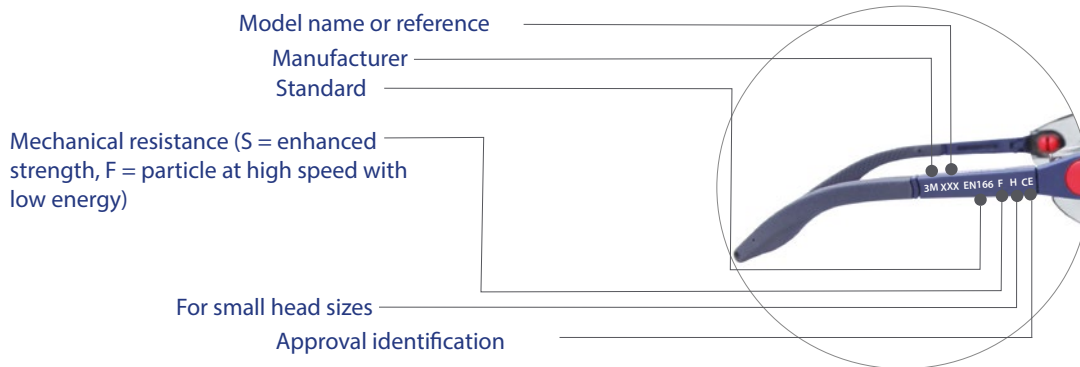 Model name or reference
Manufacturer
Standard
Mechanical resistance (S = enhanced
strength, F = particle at high speed with
low energy)
3M XXX EN166 F H CE
For small head sizes
Approval identification